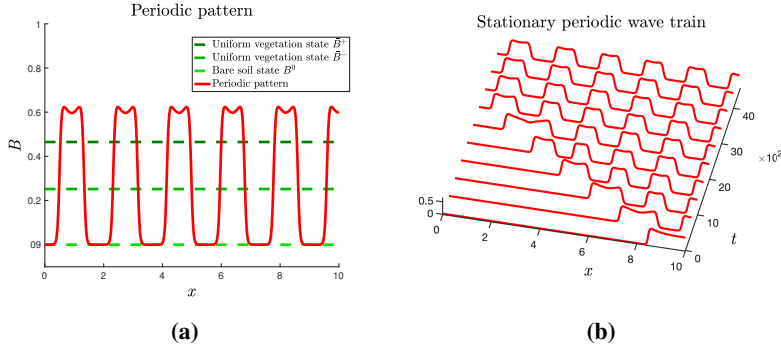 Periodic pattern
1
0.8
0.6
0.4
0.2
09
B
0
2
4
6
8
10
x
Uniform vegetation state B̄⁺
Uniform vegetation state B̄⁻
Bare soil state B⁰
Periodic pattern
(a)
Stationary periodic wave train
0.5
0
0
2
4
6
8
10
x
0
10
20
30
40
×10²
t
(b)